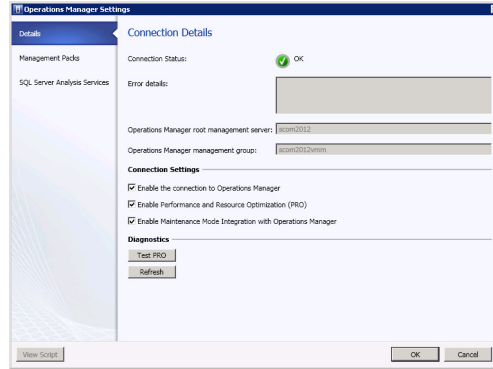 Operations Manager Settings
Details
Management Packs
SQL Server Analysis Services
Connection Details
Connection Status:
OK
Error details:
Operations Manager root management server:
scom2012
Operations Manager management group:
scom2012vmm
Connection Settings
Enable the connection to Operations Manager
Enable Performance and Resource Optimization (PRO)
Enable Maintenance Mode Integration with Operations Manager
Diagnostics
Test PRO
Refresh
View Script
OK
Cancel